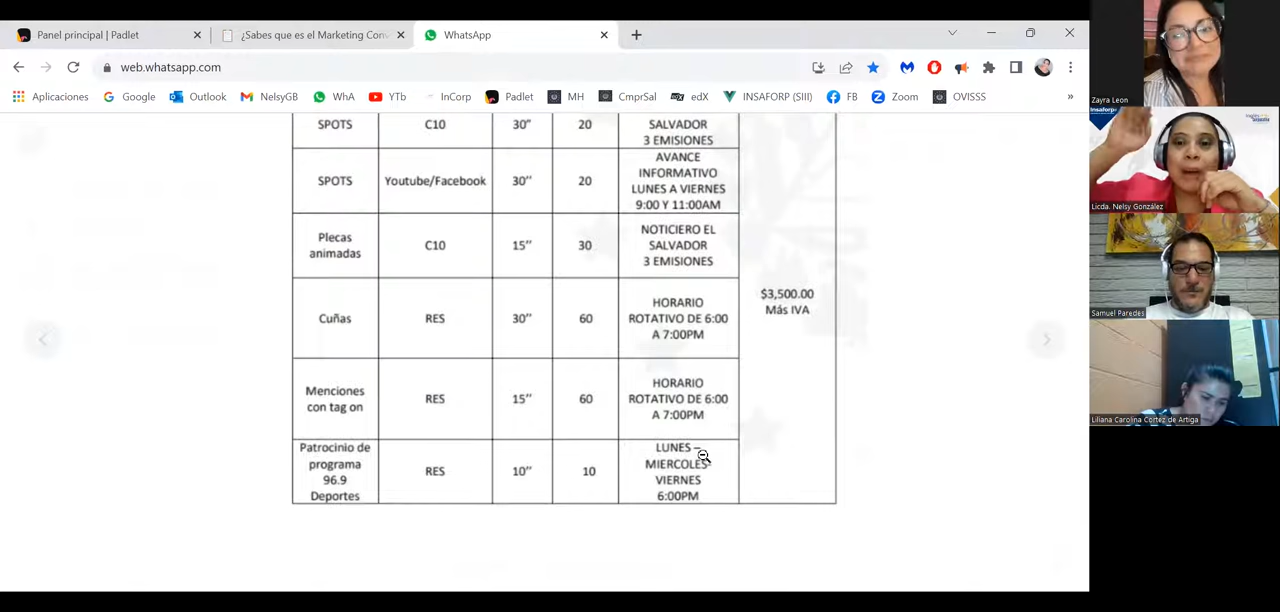 Panel principal | Padlet
¿Sabes que es el Marketing Con
WhatsApp
web.whatsapp.com
Aplicaciones
Google
Outlook
NelsyGB
WhA
YTb
InCorp
Padlet
MH
CmprSal
edX
INSAFORP (SIII)
FB
Zoom
OVISSS
»
SPOTS C10 30" 20 SALVADOR
3 EMISIONES
SPOTS Youtube/Facebook 30" 20 AVANCE
INFORMATIVO
LUNES A VIERNES
9:00 Y 11:00AM
Plecas
animadas
C10 15" 30 NOTICIERO EL
SALVADOR
3 EMISIONES
$3,500.00
Más IVA
Cuñas RES 30" 60 HORARIO
ROTATIVO DE 6:00
A 7:00PM
Menciones
con tag on
RES 15" 60 HORARIO
ROTATIVO DE 6:00
A 7:00PM
Patrocinio de
programa
96.9
Deportes
RES 10" 10 LUNES –
MIERCOLES-
VIERNES
6:00PM
Zayra Leon
Insaforp
Licda. Nelsy González
Samuel Paredes
Liliana Carolina Cortez de Artiga